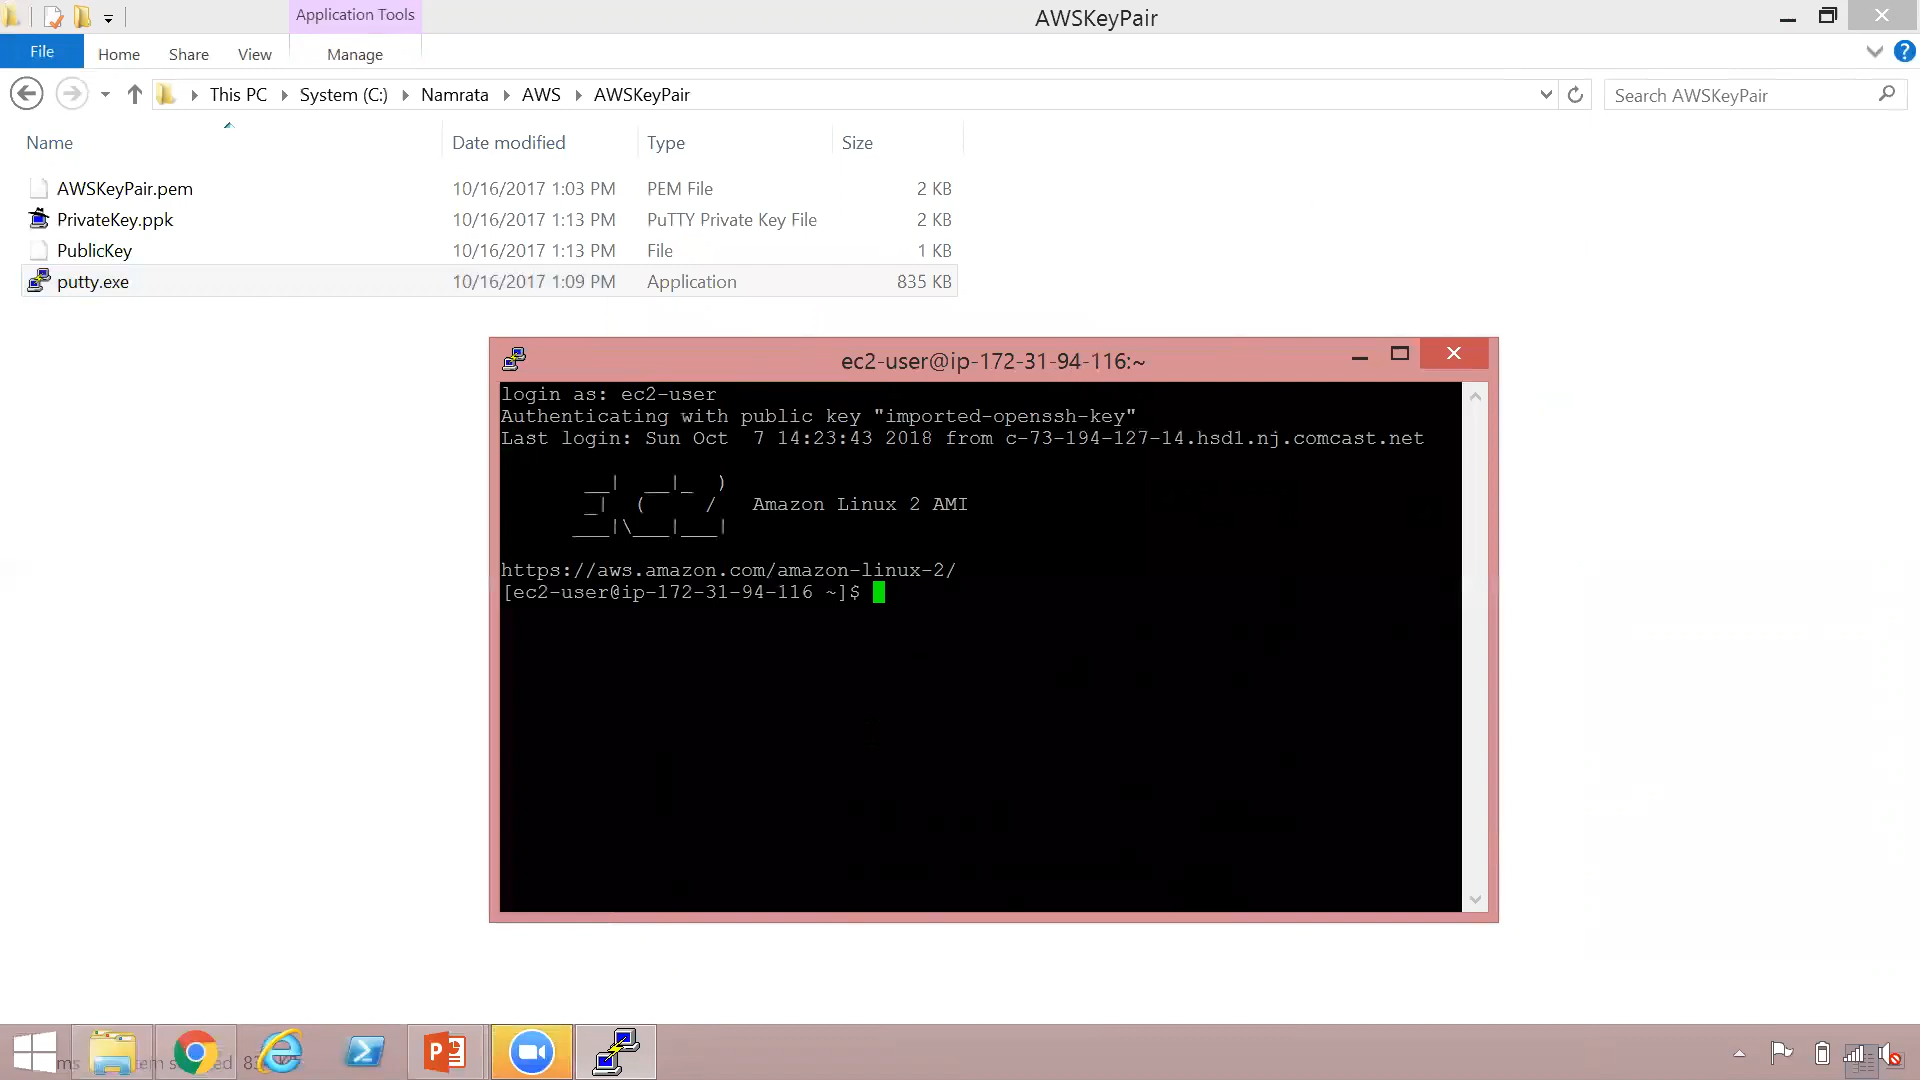 Application Tools
AWSKeyPair
File Home Share View Manage
This PC System (C:) Namrata AWS AWSKeyPair
Search AWSKeyPair
Name Date modified Type Size
AWSKeyPair.pem 10/16/2017 1:03 PM PEM File 2 KB
PrivateKey.ppk 10/16/2017 1:13 PM PuTTY Private Key File 2 KB
PublicKey 10/16/2017 1:13 PM File 1 KB
putty.exe 10/16/2017 1:09 PM Application 835 KB
ec2-user@ip-172-31-94-116:~
login as: ec2-user
Authenticating with public key "imported-openssh-key"
Last login: Sun Oct  7 14:23:43 2018 from c-73-194-127-14.hsd1.nj.comcast.net
       __|  __|_  )
       _|  (     /   Amazon Linux 2 AMI
      ___|\___|___|
https://aws.amazon.com/amazon-linux-2/
[ec2-user@ip-172-31-94-116 ~]$